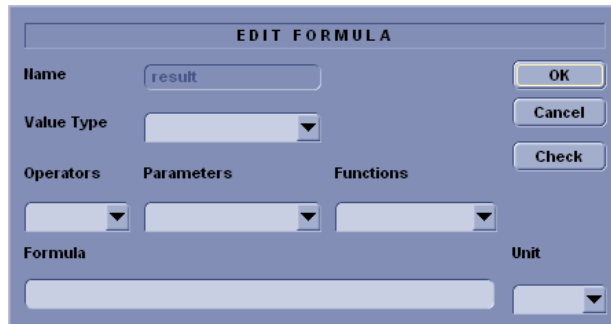 EDIT FORMULA
Name
result
OK
Value Type
Cancel
Check
Operators Parameters Functions
Formula Unit